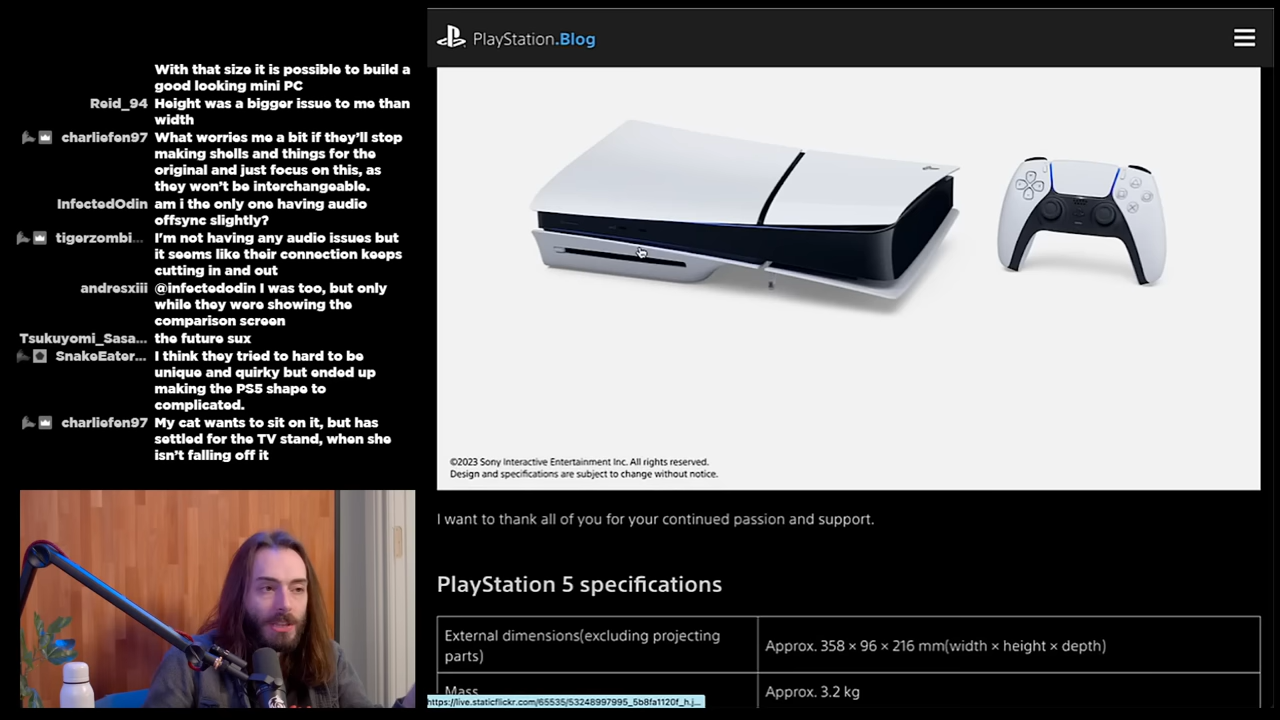 With that size it is possible to build a
good looking mini PC
Reid_94 Height was a bigger issue to me than
width
charliefen97 What worries me a bit if they'll stop
making shells and things for the
original and just focus on this, as
they won't be interchangeable.
InfectedOdin am i the only one having audio
offsync slightly?
tigerzombi... I'm not having any audio issues but
it seems like their connection keeps
cutting in and out
andresxiii @infectedodin I was too, but only
while they were showing the
comparison screen
Tsukuyomi_Sasa... the future sux
SnakeEater... I think they tried to hard to be
unique and quirky but ended up
making the PS5 shape to
complicated.
charliefen97 My cat wants to sit on it, but has
settled for the TV stand, when she
isn't falling off it
PlayStation.Blog
©2023 Sony Interactive Entertainment Inc. All rights reserved.
Design and specifications are subject to change without notice.
I want to thank all of you for your continued passion and support.
PlayStation 5 specifications
External dimensions(excluding projecting
parts)
Approx. 358 × 96 × 216 mm(width × height × depth)
Mass
Approx. 3.2 kg
https://live.staticflickr.com/65535/53248997995_5b8fa1120f_h.j...